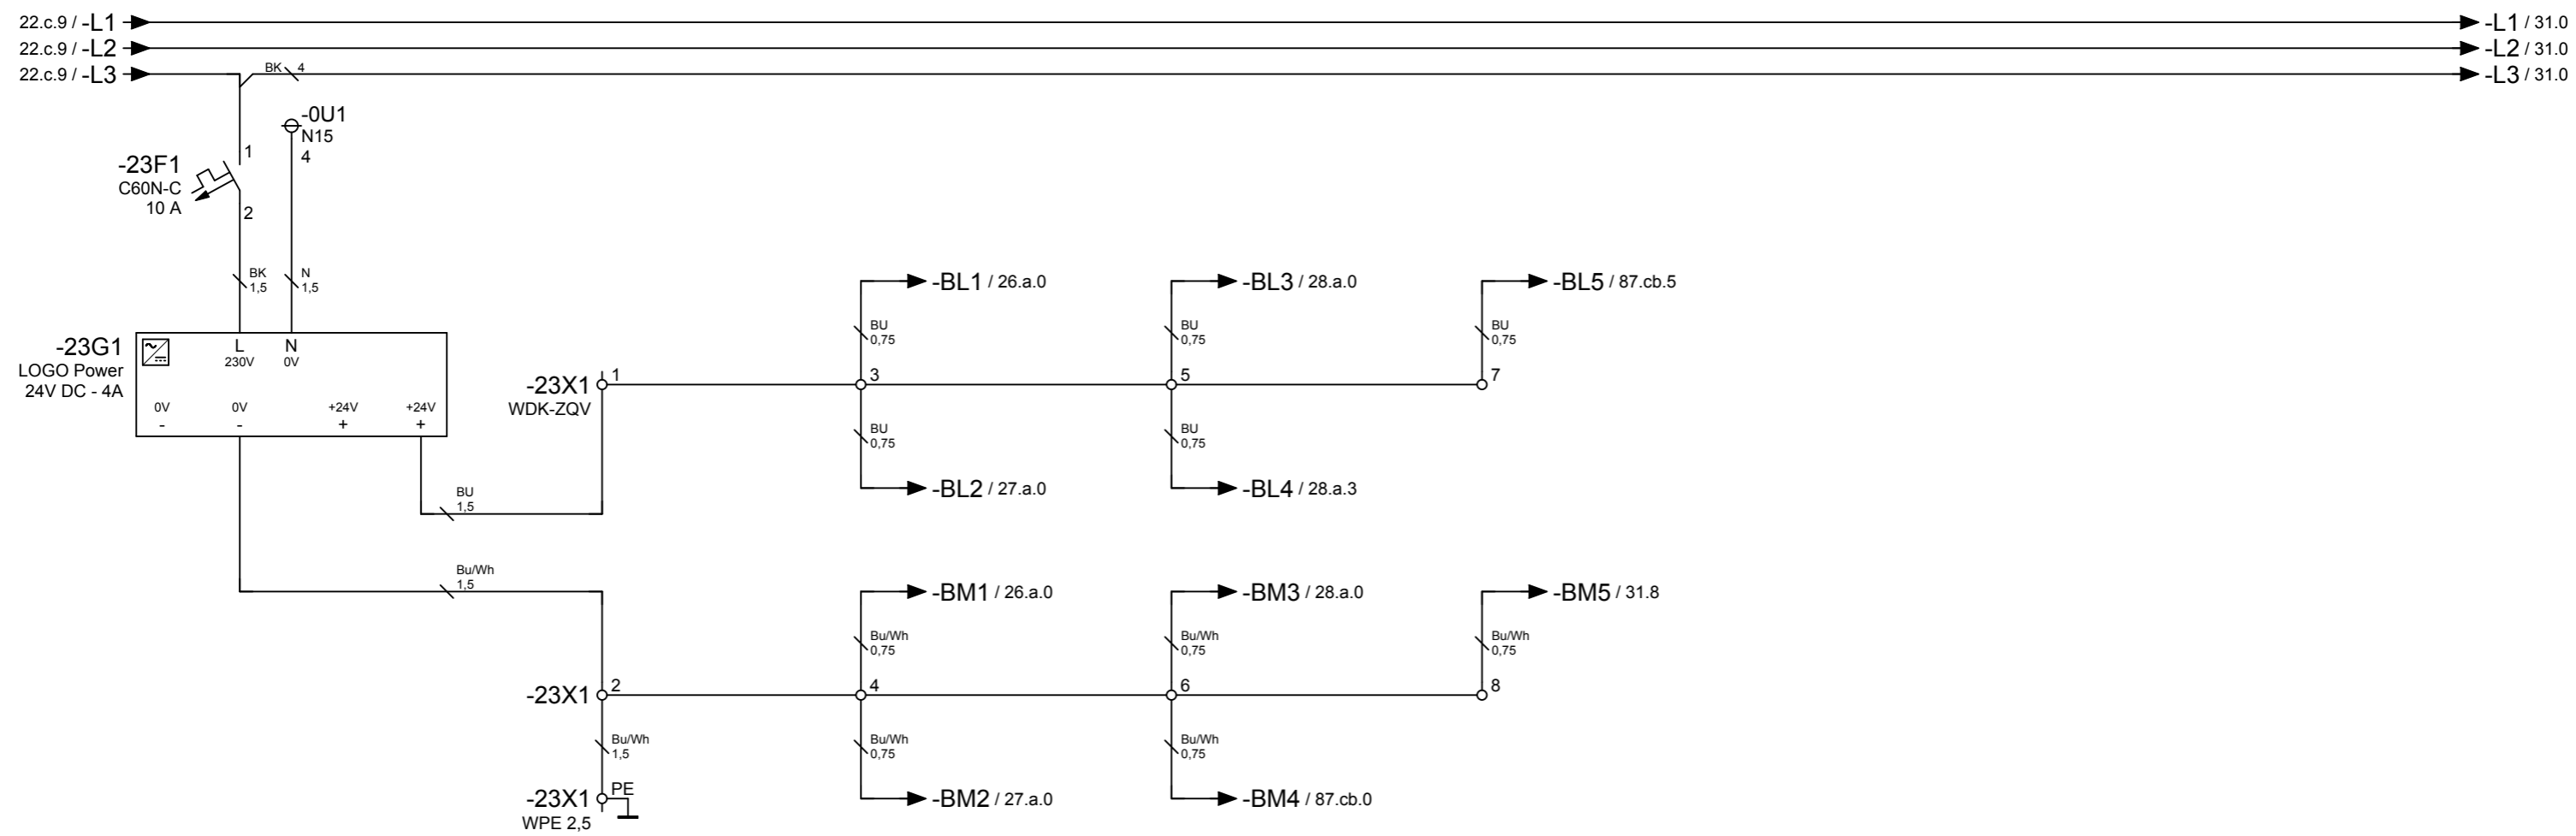 22.c.9 / -L1
-L1 / 31.0
22.c.9 / -L2
-L2 / 31.0
22.c.9 / -L3
BK 4
-L3 / 31.0
-0U1
N15
4
-23F1
C60N-C
10 A
1
2
BK
1,5
N
1,5
-23G1
LOGO Power
24V DC - 4A
L
230V
N
0V
0V
-
0V
-
+24V
+
+24V
+
BU
1,5
-23X1
WDK-ZQV
1
3
5
7
-BL1 / 26.a.0
BU
0,75
-BL3 / 28.a.0
BU
0,75
-BL5 / 87.cb.5
BU
0,75
BU
0,75
-BL2 / 27.a.0
BU
0,75
-BL4 / 28.a.3
Bu/Wh
1,5
-BM1 / 26.a.0
Bu/Wh
0,75
-BM3 / 28.a.0
Bu/Wh
0,75
-BM5 / 31.8
Bu/Wh
0,75
-23X1
2
4
6
8
Bu/Wh
1,5
Bu/Wh
0,75
Bu/Wh
0,75
-23X1
PE
WPE 2,5
-BM2 / 27.a.0
-BM4 / 87.cb.0